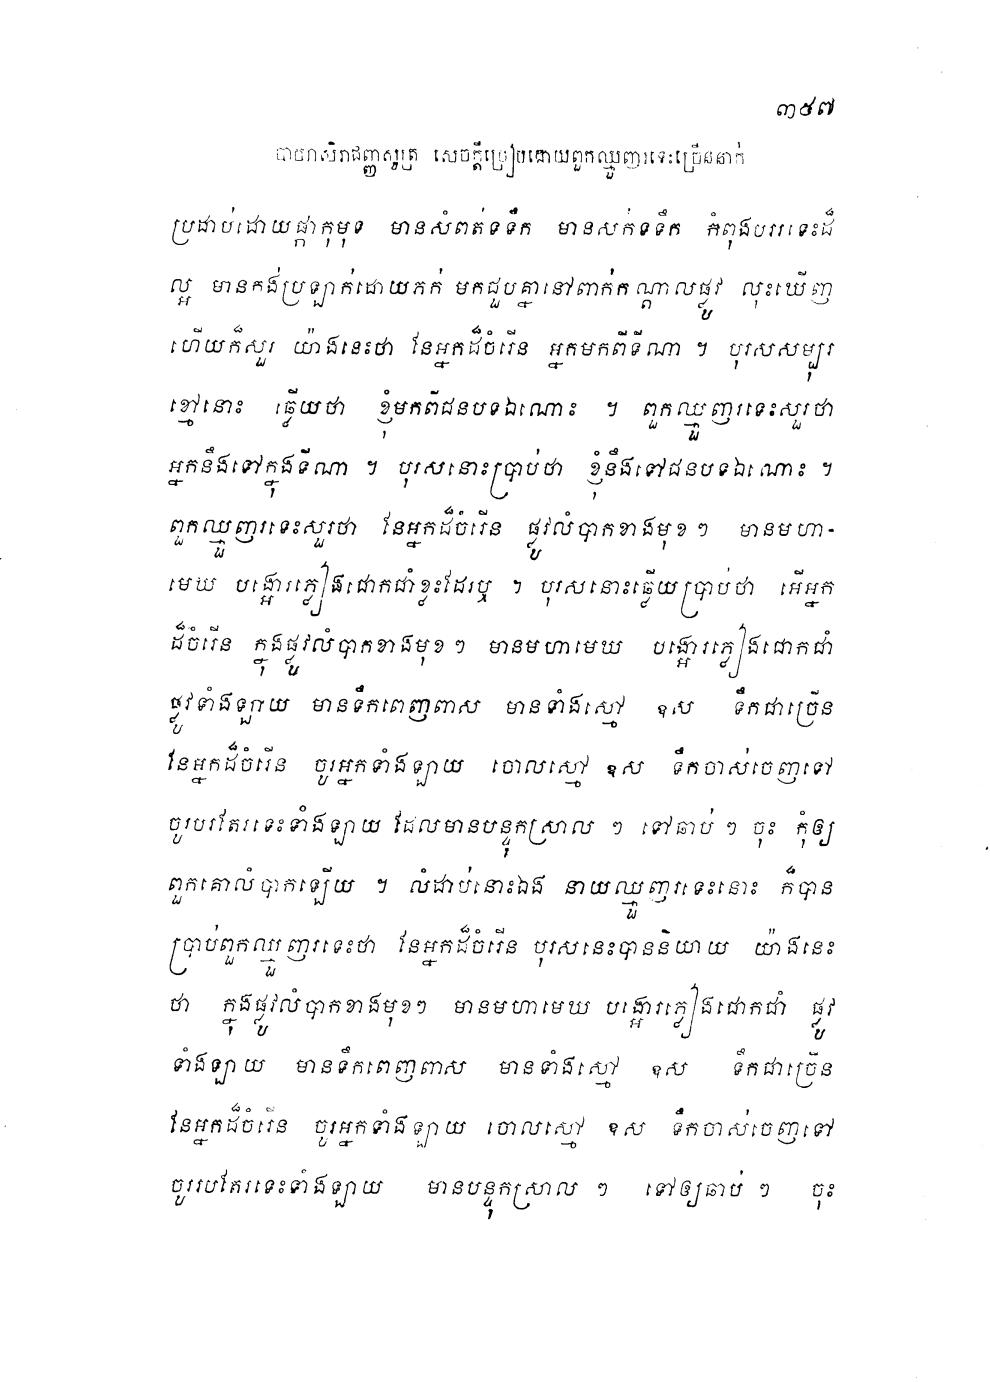 ៣៥៧
បាយាសិរាជញ្ញសូត្រ សេចក្តីប្រៀបដោយពួកឈ្មួញរទេះច្រើននាក់
ប្រដាប់ដោយផ្កាកុមុទ មានសំពត់ទទឹក មានសក់ទទឹក កំពុងបររទេះដ៏
ល្អ មានកង់ប្រឡាក់ដោយភក់ មកជួបគ្នានៅពាក់កណ្តាលផ្លូវ លុះឃើញ
ហើយក៏សួរ យ៉ាងនេះថា នែអ្នកដ៏ចំរើន អ្នកមកពីទីណា ។ បុរសសម្បុរ
ខ្មៅនោះ ឆ្លើយថា ខ្ញុំមកពីជនបទឯណោះ ។ ពួកឈ្មួញរទេះសួរថា
អ្នកនឹងទៅក្នុងទីណា ។ បុរសនោះប្រាប់ថា ខ្ញុំនឹងទៅជនបទឯណោះ ។
ពួកឈ្មួញរទេះសួរថា នែអ្នកដ៏ចំរើន ផ្លូវលំបាកខាងមុខៗ មានមហា-
មេឃ បង្អោរភ្លៀងជោកជាំខ្លះដែរឬ ។ បុរសនោះឆ្លើយប្រាប់ថា អើអ្នក
ដ៏ចំរើន ក្នុងផ្លូវលំបាកខាងមុខៗ មានមហាមេឃ បង្អោរភ្លៀងជោកជាំ
ផ្លូវទាំងឡាយ មានទឹកពេញពាស មានទាំងស្មៅ ឧស ទឹកជាច្រើន
នែអ្នកដ៏ចំរើន ចូរអ្នកទាំងឡាយ ចោលស្មៅ ឧស ទឹកចាស់ចេញទៅ
ចូរបរតែរទេះទាំងឡាយ ដែលមានបន្ទុកស្រាល ៗ ទៅឆាប់ ៗ ចុះ កុំឲ្យ
ពួកគោលំបាកឡើយ ។ លំដាប់នោះឯង នាយឈ្មួញរទេះនោះ ក៏បាន
ប្រាប់ពួកឈ្មួញរទេះថា នែអ្នកដ៏ចំរើន បុរសនេះបាននិយាយ យ៉ាងនេះ
ថា ក្នុងផ្លូវលំបាកខាងមុខៗ មានមហាមេឃ បង្អោរភ្លៀងជោកជាំ ផ្លូវ
ទាំងឡាយ មានទឹកពេញពាស មានទាំងស្មៅ ឧស ទឹកជាច្រើន
នែអ្នកដ៏ចំរើន ចូរអ្នកទាំងឡាយ ចោលស្មៅ ឧស ទឹកចាស់ចេញទៅ
ចូររបតែរទេះទាំងឡាយ មានបន្ទុកស្រាល ៗ ទៅឲ្យឆាប់ ៗ ចុះ